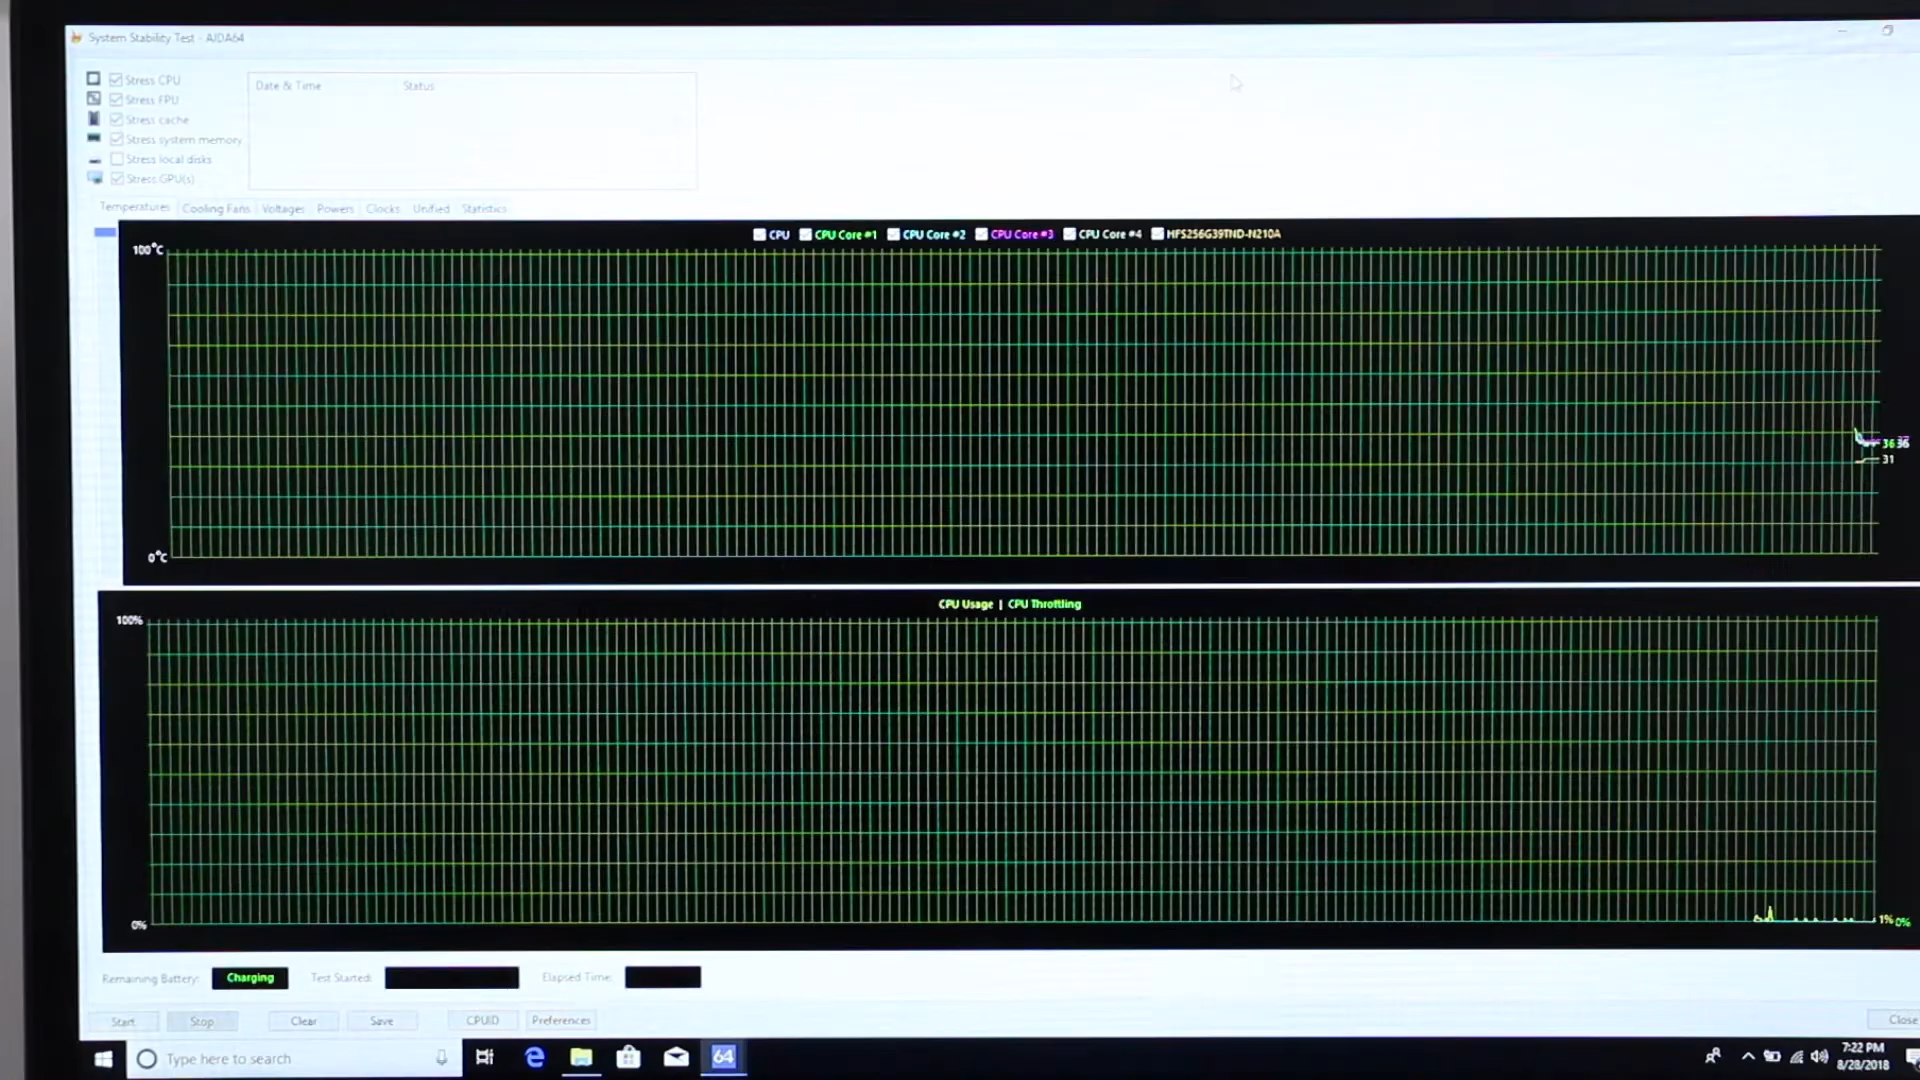 System Stability Test - AIDA64
Stress CPU
Stress FPU
Stress cache
Stress system memory
Stress local disks
Stress GPU(s)
Date & Time Status
Temperatures Cooling Fans Voltages Powers Clocks Unified Statistics
CPU CPU Core #1 CPU Core #2 CPU Core #3 CPU Core #4 HFS256G39TND-N210A
100°C
36 36
31
0°C
CPU Usage | CPU Throttling
100%
0% 1% 0%
Remaining Battery: Charging Test Started: Elapsed Time:
Start Stop Clear Save CPUID Preferences Close
Type here to search 64 7:22 PM
8/28/2018